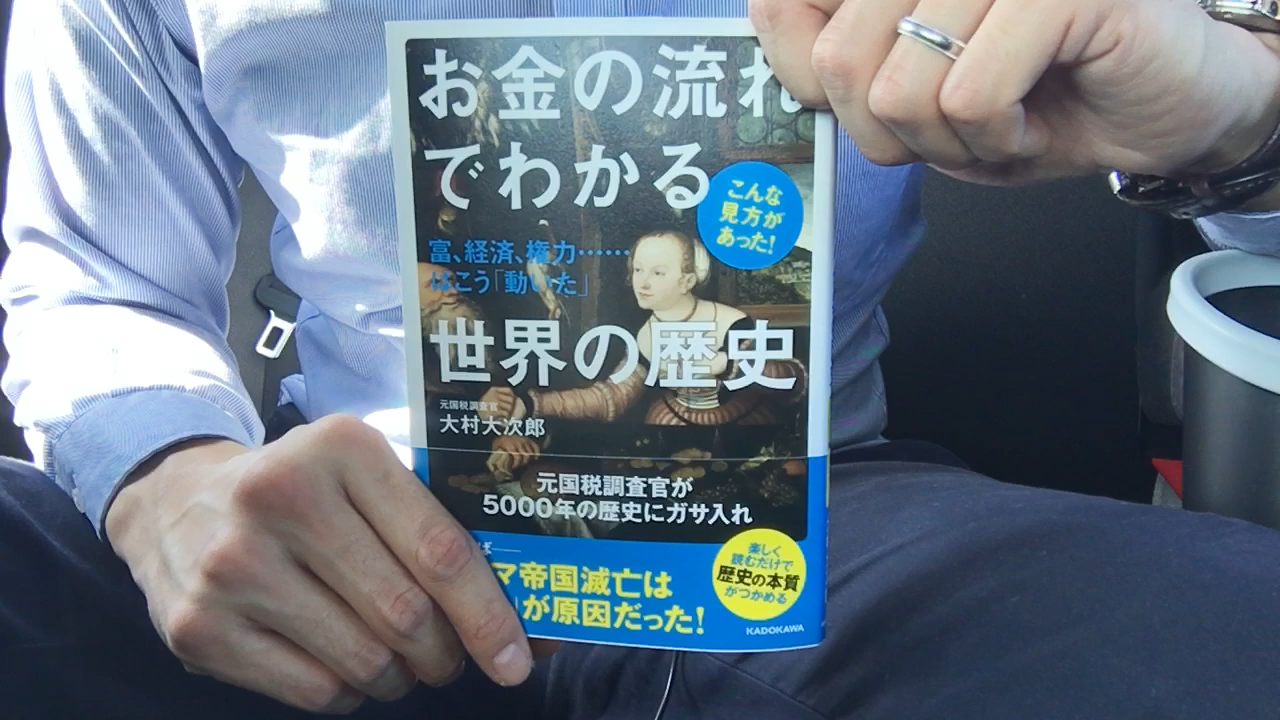 お金の流れ
でわかる
こんな
見方が
あった!
富、経済、権力……
はこう「動いた」
世界の歴史
元国税調査官
大村大次郎
元国税調査官が
5000年の歴史にガサ入れ
ば――
マ帝国滅亡は
」が原因だった!
楽しく
読むだけで
歴史の本質
がつかめる
KADOKAWA